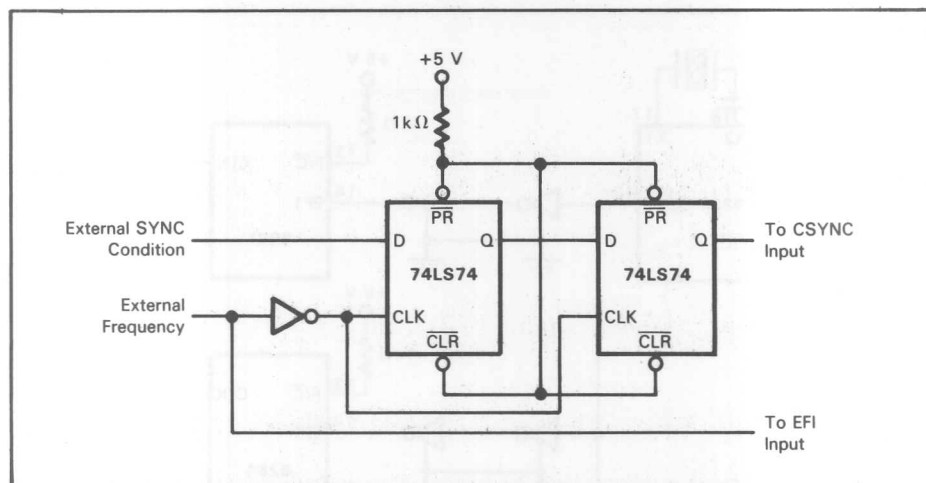 +5 V
1kΩ
PR
PR
External SYNC
Condition
D
Q
D
Q
To CSYNC
Input
74LS74
74LS74
External
Frequency
CLK
CLK
CLR
CLR
To EFI
Input